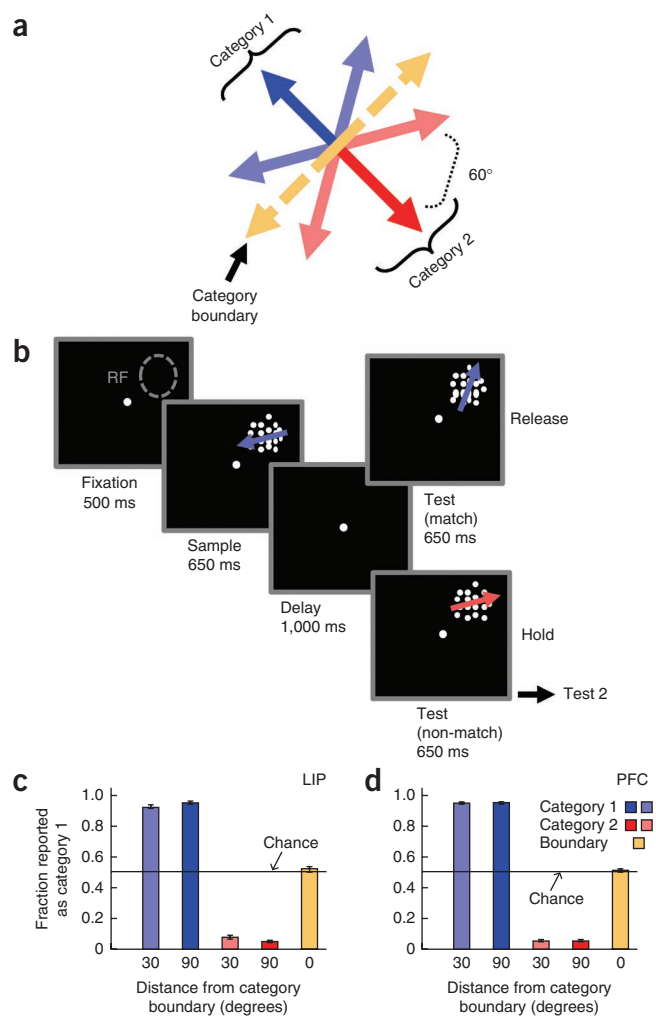 a
Category 1
60°
Category 2
Category
boundary
b
RF
Fixation
500 ms
Sample
650 ms
Delay
1,000 ms
Test
(match)
650 ms
Release
Hold
Test 2
Test
(non-match)
650 ms
c
LIP
Fraction reported
as category 1
1.0
0.8
0.6
0.4
0.2
0
Chance
30
90
30
90
0
Distance from category
boundary (degrees)
d
PFC
Category 1
Category 2
Boundary
1.0
0.8
0.6
0.4
0.2
0
Chance
30
90
30
90
0
Distance from category
boundary (degrees)